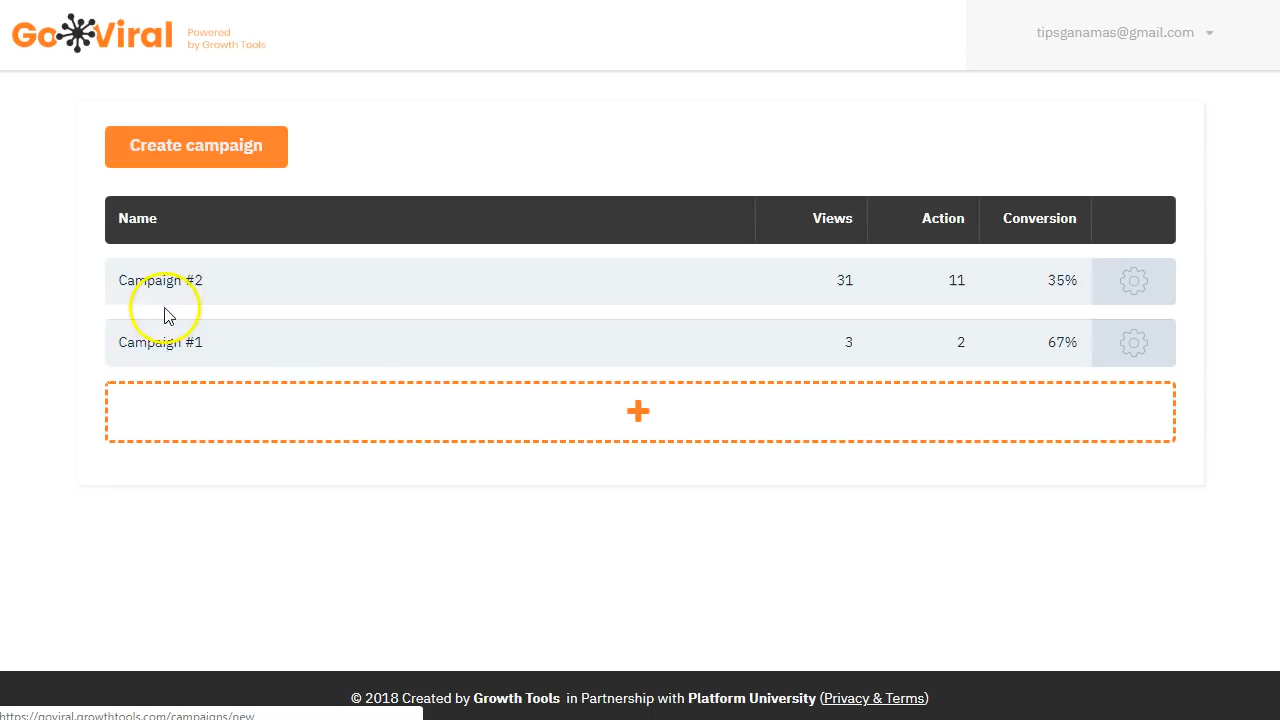 Go Viral
Powered
by Growth Tools
tipsganamas@gmail.com
Create campaign
Name Views Action Conversion
Campaign #2 31 11 35%
Campaign #1 3 2 67%
© 2018 Created by Growth Tools in Partnership with Platform University (Privacy & Terms)
https://goviral.growthtools.com/campaigns/new